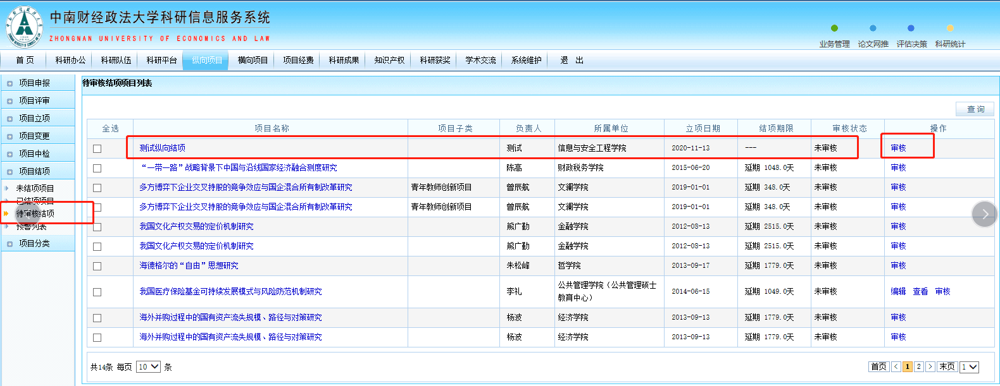 中南财经政法大学科研信息服务系统
ZHONGNAN UNIVERSITY OF ECONOMICS AND LAW
业务管理 论文网推 评估决策 科研统计
首 页 科研办公 科研队伍 科研平台 纵向项目 横向项目 项目经费 科研成果 知识产权 科研获奖 学术交流 系统维护 退 出
项目申报
项目评审
项目立项
项目变更
项目中检
项目结项
未结项项目
已结项项目
待审核结项
预警列表
项目分类
待审核结项项目列表
查 询
全选 项目名称 项目子类 负责人 所属单位 立项日期 结项期限 审核状态 操作
测试纵向结项 测试 信息与安全工程学院 2020-11-13 --- 未审核 审核
“一带一路”战略背景下中国与沿线国家经济融合测度研究 陈高 财政税务学院 2015-06-20 延期 1048.0天 未审核 审核
多方博弈下企业交叉持股的竞争效应与国企混合所有制改革研究 青年教师创新项目 曾辰航 文澜学院 2019-01-01 延期 348.0天 未审核 审核
多方博弈下企业交叉持股的竞争效应与国企混合所有制改革研究 青年教师创新项目 曾辰航 文澜学院 2019-01-01 延期 348.0天 未审核 审核
我国文化产权交易的定价机制研究 熊广勤 金融学院 2012-08-13 延期 2515.0天 未审核 审核
我国文化产权交易的定价机制研究 熊广勤 金融学院 2012-08-13 延期 2515.0天 未审核 审核
海德格尔的“自由”思想研究 朱松峰 哲学院 2013-09-17 延期 1779.0天 未审核 审核
我国医疗保险基金可持续发展模式与风险防范机制研究 李礼 公共管理学院（公共管理硕士教育中心） 2014-06-15 延期 1049.0天 未审核 编辑 查看 审核
海外并购过程中的国有资产流失规模、路径与对策研究 杨波 经济学院 2013-09-13 延期 1779.0天 未审核 审核
海外并购过程中的国有资产流失规模、路径与对策研究 杨波 经济学院 2013-09-13 延期 1779.0天 未审核 审核
共14条 每页 10 条
首页 < 1 2 > 末页 1